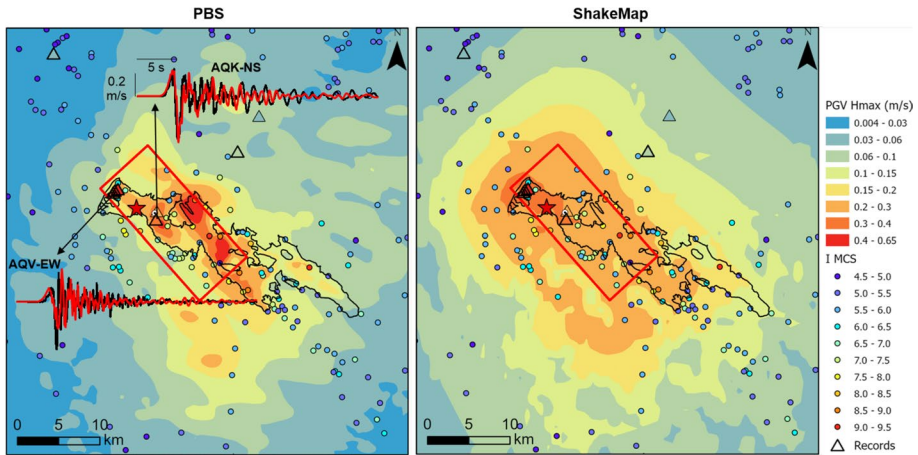 PBS
ShakeMap
N
N
5 s
AQK-NS
0.2
m/s
AQV-EW
0 5 10
km
0 5 10
km
PGV Hmax (m/s)
0.004 - 0.03
0.03 - 0.06
0.06 - 0.1
0.1 - 0.15
0.15 - 0.2
0.2 - 0.3
0.3 - 0.4
0.4 - 0.65
I MCS
4.5 - 5.0
5.0 - 5.5
5.5 - 6.0
6.0 - 6.5
6.5 - 7.0
7.0 - 7.5
7.5 - 8.0
8.0 - 8.5
8.5 - 9.0
9.0 - 9.5
Records